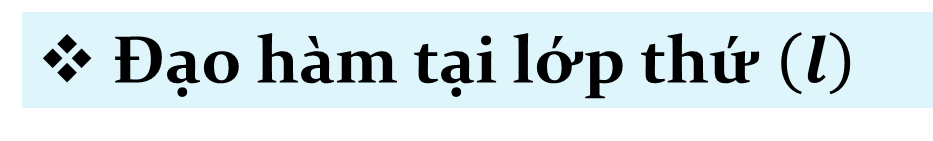 ❖ Đạo hàm tại lớp thứ (l)